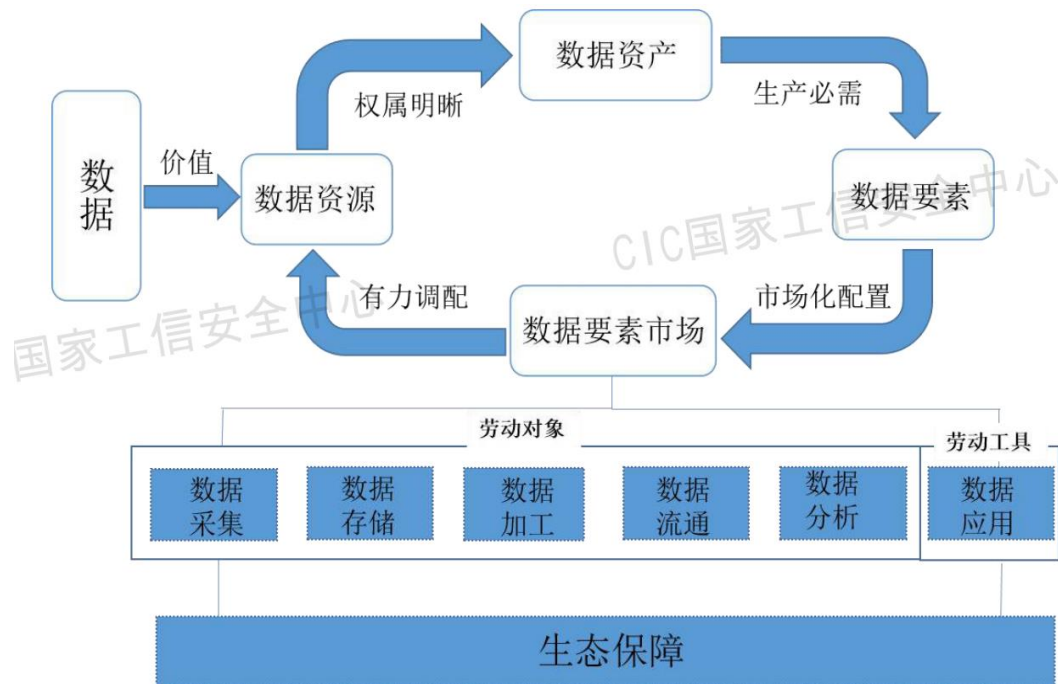 数据资产
权属明晰
生产必需
数据
价值
数据资源
数据要素
CIC国家工信安全中心
有力调配
市场化配置
数据要素市场
国家工信安全中心
劳动对象
劳动工具
数据
采集
数据
存储
数据
加工
数据
流通
数据
分析
数据
应用
生态保障